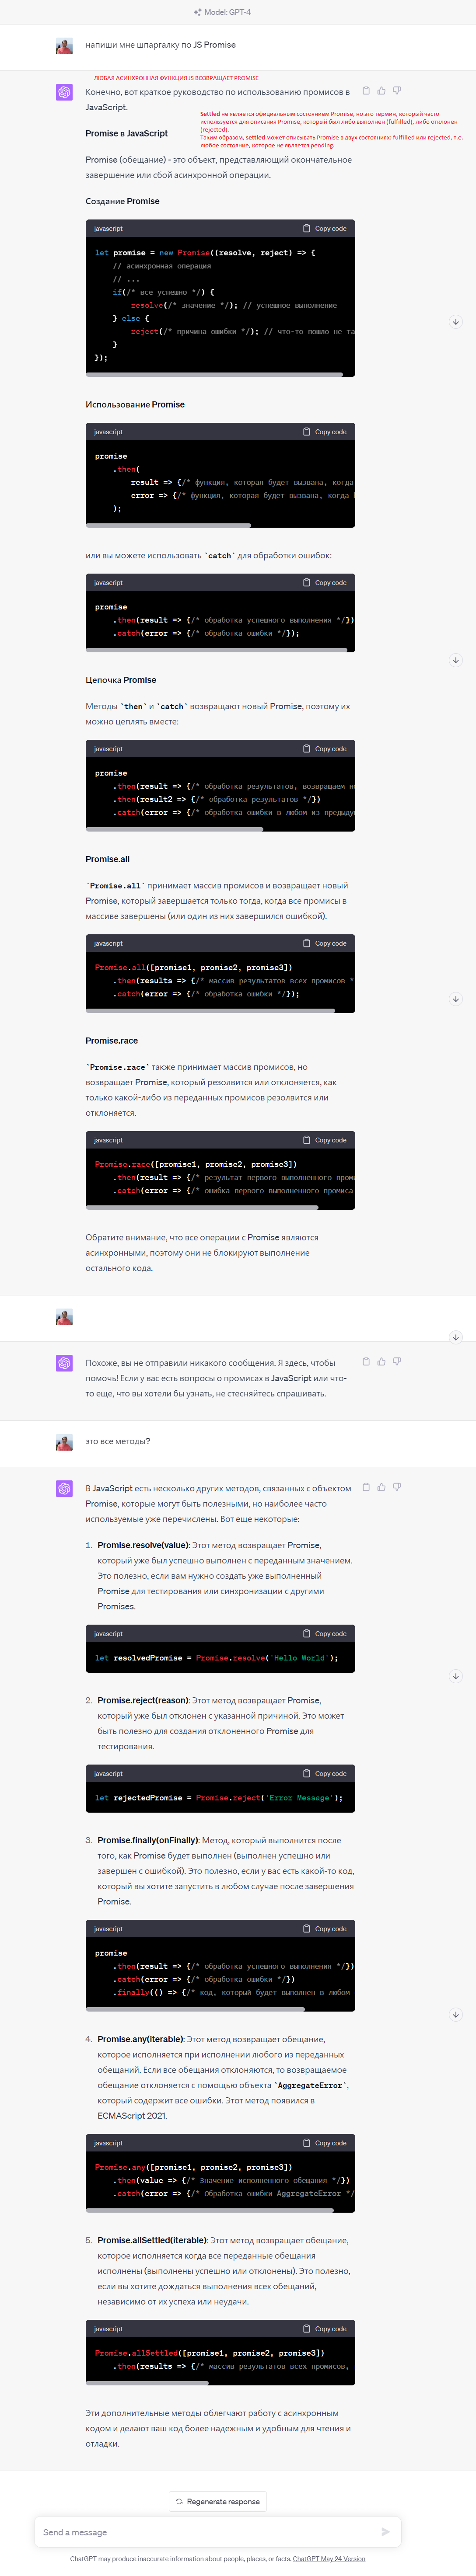 Model: GPT-4
напиши мне шпаргалку по JS Promise
ЛЮБАЯ АСИНХРОННАЯ ФУНКЦИЯ JS ВОЗВРАЩАЕТ PROMISE
Конечно, вот краткое руководство по использованию промисов в
JavaScript.
Settled не является официальным состоянием Promise, но это термин, который часто
используется для описания Promise, который был либо выполнен (fulfilled), либо отклонен
(rejected).
Таким образом, settled может описывать Promise в двух состояниях: fulfilled или rejected, т.е.
любое состояние, которое не является pending.
Promise в JavaScript
Promise (обещание) - это объект, представляющий окончательное
завершение или сбой асинхронной операции.
Создание Promise
javascript
Copy code
let promise = new Promise((resolve, reject) => {
// асинхронная операция
// ...
if(/* все успешно */) {
resolve(/* значение */); // успешное выполнение
} else {
reject(/* причина ошибки */); // что-то пошло не та
}
});
Использование Promise
javascript
Copy code
promise
.then(
result => {/* функция, которая будет вызвана, когда
error => {/* функция, которая будет вызвана, когда
);
или вы можете использовать `catch` для обработки ошибок:
javascript
Copy code
promise
.then(result => {/* обработка успешного выполнения */})
.catch(error => {/* обработка ошибки */});
Цепочка Promise
Методы `then` и `catch` возвращают новый Promise, поэтому их
можно цеплять вместе:
javascript
Copy code
promise
.then(result => {/* обработка результатов, возвращаем
.then(result2 => {/* обработка результатов */})
.catch(error => {/* обработка ошибки в любом из предыду
Promise.all
`Promise.all` принимает массив промисов и возвращает новый
Promise, который завершается только тогда, когда все промисы в
массиве завершены (или один из них завершился ошибкой).
javascript
Copy code
Promise.all([promise1, promise2, promise3])
.then(results => {/* массив результатов всех промисов *
.catch(error => {/* обработка ошибки */});
Promise.race
`Promise.race` также принимает массив промисов, но
возвращает Promise, который резолвится или отклоняется, как
только какой-либо из переданных промисов резолвится или
отклоняется.
javascript
Copy code
Promise.race([promise1, promise2, promise3])
.then(result => {/* результат первого выполненного проми
.catch(error => {/* ошибка первого выполненного промиса
Обратите внимание, что все операции с Promise являются
асинхронными, поэтому они не блокируют выполнение
остального кода.
Похоже, вы не отправили никакого сообщения. Я здесь, чтобы
помочь! Если у вас есть вопросы о промисах в JavaScript или что-
то еще, что вы хотели бы узнать, не стесняйтесь спрашивать.
это все методы?
В JavaScript есть несколько других методов, связанных с объектом
Promise, которые могут быть полезными, но наиболее часто
используемые уже перечислены. Вот еще некоторые:
1. Promise.resolve(value): Этот метод возвращает Promise,
который уже был успешно выполнен с переданным значением.
Это полезно, если вам нужно создать уже выполненный
Promise для тестирования или синхронизации с другими
Promises.
javascript
Copy code
let resolvedPromise = Promise.resolve('Hello World');
2. Promise.reject(reason): Этот метод возвращает Promise,
который уже был отклонен с указанной причиной. Это может
быть полезно для создания отклоненного Promise для
тестирования.
javascript
Copy code
let rejectedPromise = Promise.reject('Error Message');
3. Promise.finally(onFinally): Метод, который выполнится после
того, как Promise будет выполнен (выполнен успешно или
завершен с ошибкой). Это полезно, если у вас есть какой-то код,
который вы хотите запустить в любом случае после завершения
Promise.
javascript
Copy code
promise
.then(result => {/* обработка успешного выполнения */})
.catch(error => {/* обработка ошибки */})
.finally(() => {/* код, который будет выполнен в любом
4. Promise.any(iterable): Этот метод возвращает обещание,
которое исполняется при исполнении любого из переданных
обещаний. Если все обещания отклоняются, то возвращаемое
обещание отклоняется с помощью объекта `AggregateError`,
который содержит все ошибки. Этот метод появился в
ECMAScript 2021.
javascript
Copy code
Promise.any([promise1, promise2, promise3])
.then(value => {/* Значение исполненного обещания */})
.catch(error => {/* Обработка ошибки AggregateError */
5. Promise.allSettled(iterable): Этот метод возвращает обещание,
которое исполняется когда все переданные обещания
исполнены (выполнены успешно или отклонены). Это полезно,
если вы хотите дождаться выполнения всех обещаний,
независимо от их успеха или неудачи.
javascript
Copy code
Promise.allSettled([promise1, promise2, promise3])
.then(results => {/* массив результатов всех промисов,
Эти дополнительные методы облегчают работу с асинхронным
кодом и делают ваш код более надежным и удобным для чтения и
отладки.
Regenerate response
Send a message
ChatGPT may produce inaccurate information about people, places, or facts. ChatGPT May 24 Version